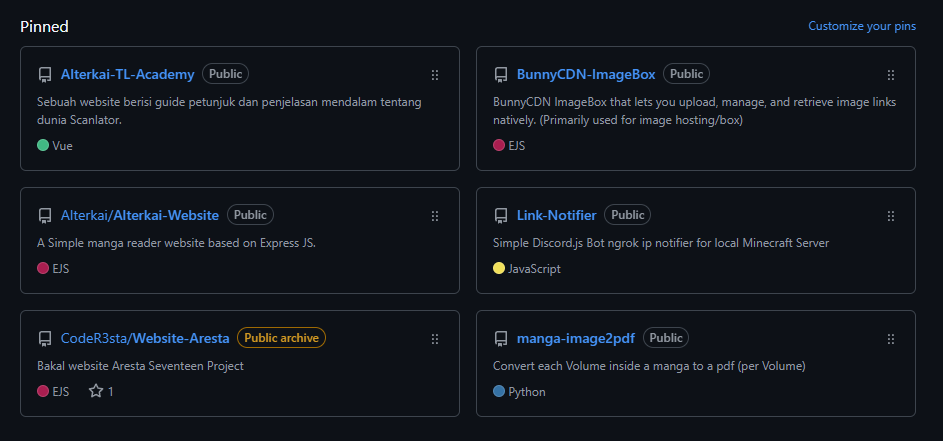 Pinned
Customize your pins
Alterkai-TL-Academy Public
Sebuah website berisi guide petunjuk dan penjelasan mendalam tentang
dunia Scanlator.
Vue
BunnyCDN-ImageBox Public
BunnyCDN ImageBox that lets you upload, manage, and retrieve image links
natively. (Primarily used for image hosting/box)
EJS
Alterkai/Alterkai-Website Public
A Simple manga reader website based on Express JS.
EJS
Link-Notifier Public
Simple Discord.js Bot ngrok ip notifier for local Minecraft Server
JavaScript
CodeR3sta/Website-Aresta Public archive
Bakal website Aresta Seventeen Project
EJS 1
manga-image2pdf Public
Convert each Volume inside a manga to a pdf (per Volume)
Python